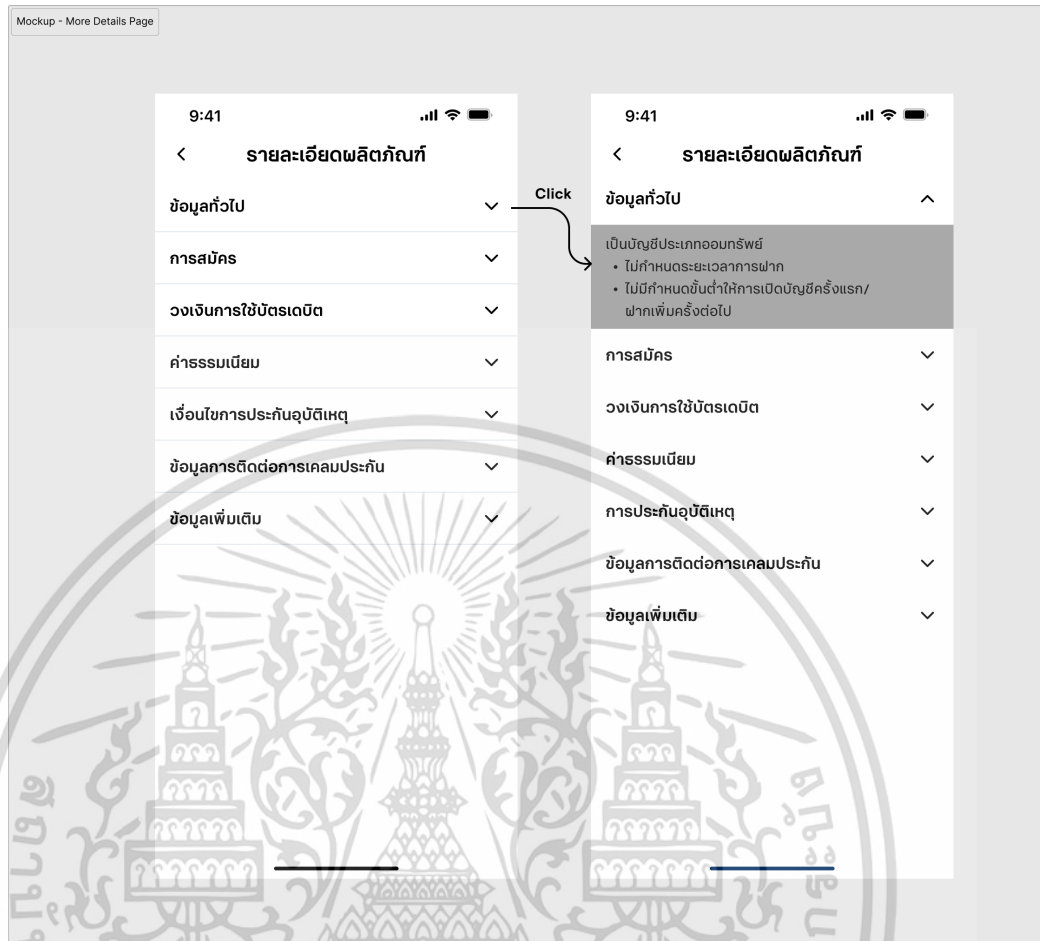 Mockup - More Details Page
9:41
รายละเอียดผลิตภัณฑ์
ข้อมูลทั่วไป
การสมัคร
วงเงินการใช้บัตรเดบิต
ค่าธรรมเนียม
เงื่อนไขการประกันอุบัติเหตุ
ข้อมูลการติดต่อการเคลมประกัน
ข้อมูลเพิ่มเติม
Click
9:41
รายละเอียดผลิตภัณฑ์
ข้อมูลทั่วไป
เป็นบัญชีประเภทออมทรัพย์
• ไม่กำหนดระยะเวลาการฝาก
• ไม่มีกำหนดขั้นต่ำให้การเปิดบัญชีครั้งแรก/
ฝากเพิ่มครั้งต่อไป
การสมัคร
วงเงินการใช้บัตรเดบิต
ค่าธรรมเนียม
การประกันอุบัติเหตุ
ข้อมูลการติดต่อการเคลมประกัน
ข้อมูลเพิ่มเติม